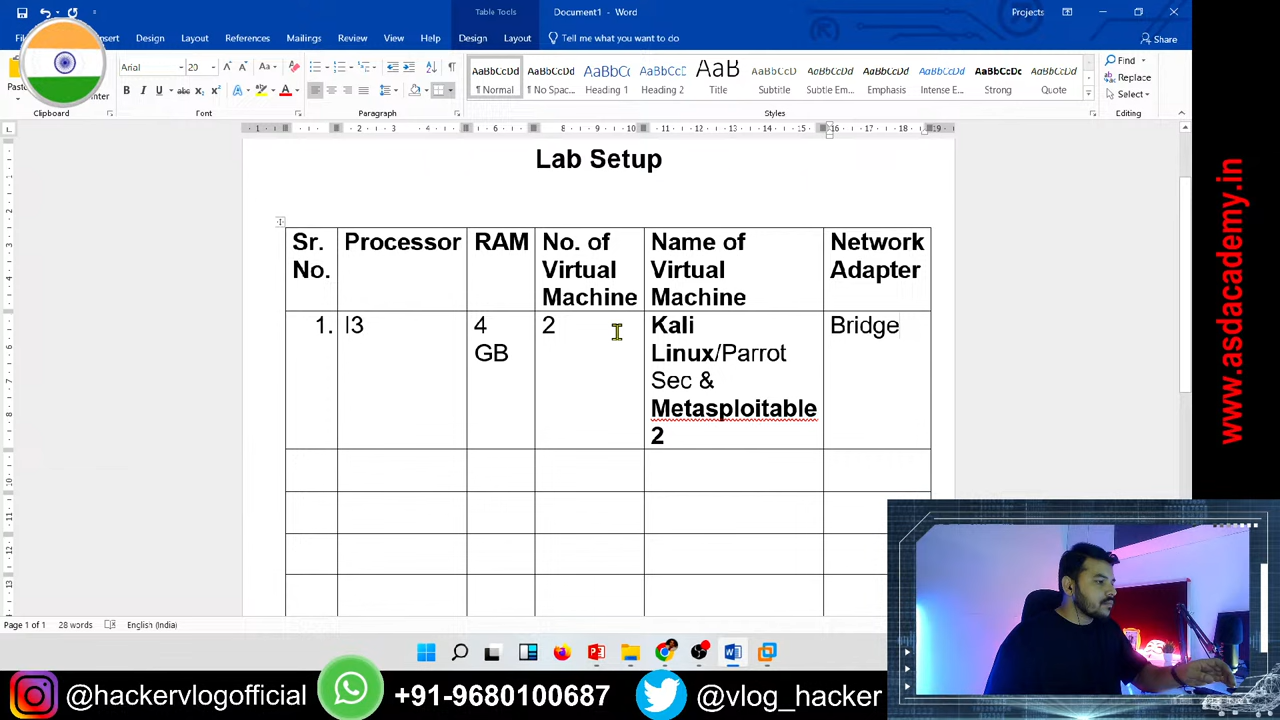 Table Tools
Document1 - Word
Projects
Insert Design Layout References Mailings Review View Help Design Layout Tell me what you want to do
Share
Arial 20
AaBbCcDd AaBbCcDd AaBbC( AaBbCcD AaB AaBbCcDd AaBbCcDd AaBbCcDd AaBbCcDd AaBbCcDd AaBbCcDd
¶ Normal ¶ No Spac... Heading 1 Heading 2 Title Subtitle Subtle Em... Emphasis Intense E... Strong Quote
Find
Replace
Select
Clipboard Font Paragraph Styles Editing
Lab Setup
Sr. No. Processor RAM No. of Virtual Machine Name of Virtual Machine Network Adapter
1. I3 4 GB 2 Kali Linux/Parrot Sec & Metasploitable 2 Bridge
www.asdacademy.in
Page 1 of 1 28 words English (India)
@hackervlogofficial +91-9680100687 @vlog_hacker